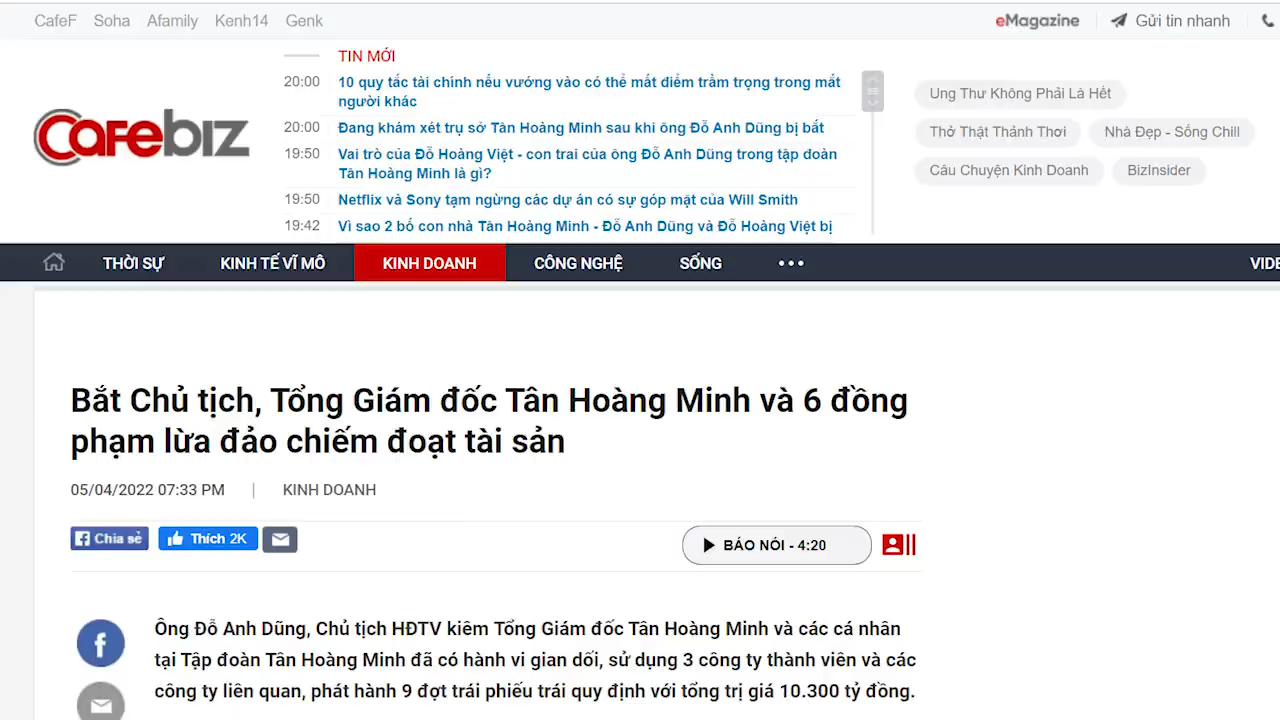 CafeF Soha Afamily Kenh14 Genk
eMagazine Gửi tin nhanh
CAFEBIZ
TIN MỚI
20:00 10 quy tắc tài chính nếu vướng vào có thể mất điểm trầm trọng trong mắt
người khác
20:00 Đang khám xét trụ sở Tân Hoàng Minh sau khi ông Đỗ Anh Dũng bị bắt
19:50 Vai trò của Đỗ Hoàng Việt - con trai của ông Đỗ Anh Dũng trong tập đoàn
Tân Hoàng Minh là gì?
19:50 Netflix và Sony tạm ngừng các dự án có sự góp mặt của Will Smith
19:42 Vì sao 2 bố con nhà Tân Hoàng Minh - Đỗ Anh Dũng và Đỗ Hoàng Việt bị
Ung Thư Không Phải Là Hết
Thở Thật Thảnh Thơi Nhà Đẹp - Sống Chill
Câu Chuyện Kinh Doanh BizInsider
THỜI SỰ KINH TẾ VĨ MÔ KINH DOANH CÔNG NGHỆ SỐNG ••• VIDE
Bắt Chủ tịch, Tổng Giám đốc Tân Hoàng Minh và 6 đồng
phạm lừa đảo chiếm đoạt tài sản
05/04/2022 07:33 PM | KINH DOANH
Chia sẻ Thích 2K
BÁO NÓI - 4:20
Ông Đỗ Anh Dũng, Chủ tịch HĐTV kiêm Tổng Giám đốc Tân Hoàng Minh và các cá nhân
tại Tập đoàn Tân Hoàng Minh đã có hành vi gian dối, sử dụng 3 công ty thành viên và các
công ty liên quan, phát hành 9 đợt trái phiếu trái quy định với tổng trị giá 10.300 tỷ đồng.